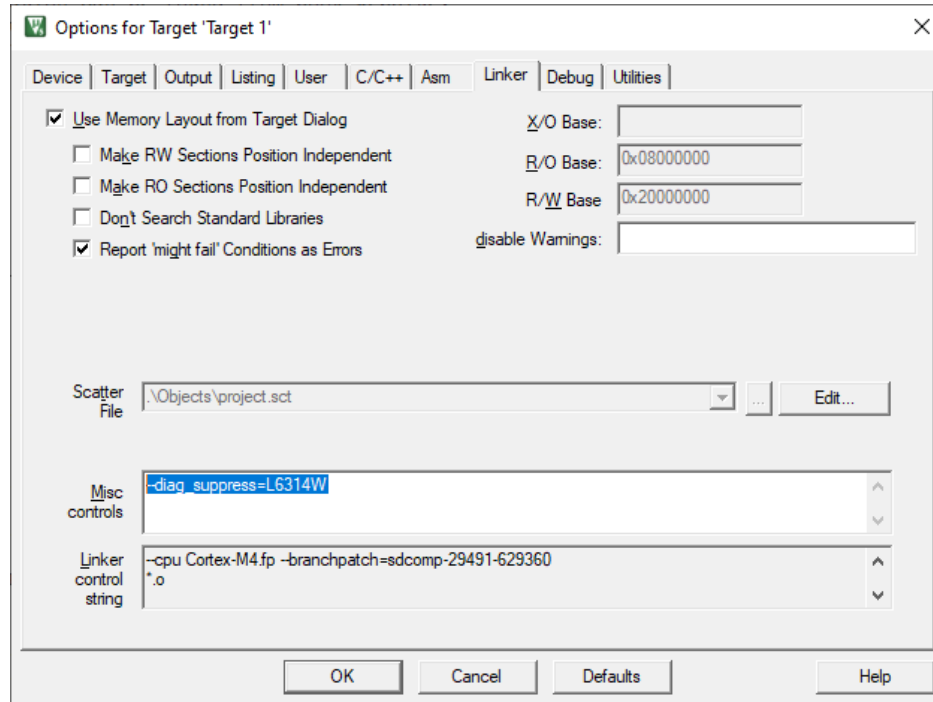 Options for Target 'Target 1'
Device Target Output Listing User C/C++ Asm Linker Debug Utilities
Use Memory Layout from Target Dialog
Make RW Sections Position Independent
Make RO Sections Position Independent
Don't Search Standard Libraries
Report 'might fail' Conditions as Errors
X/O Base:
R/O Base: 0x08000000
R/W Base 0x20000000
disable Warnings:
Scatter
File
.\Objects\project.sct
...
Edit...
Misc
controls
--diag_suppress=L6314W
Linker
control
string
--cpu Cortex-M4.fp --branchpatch=sdcomp-29491-629360
*.o
OK Cancel Defaults Help